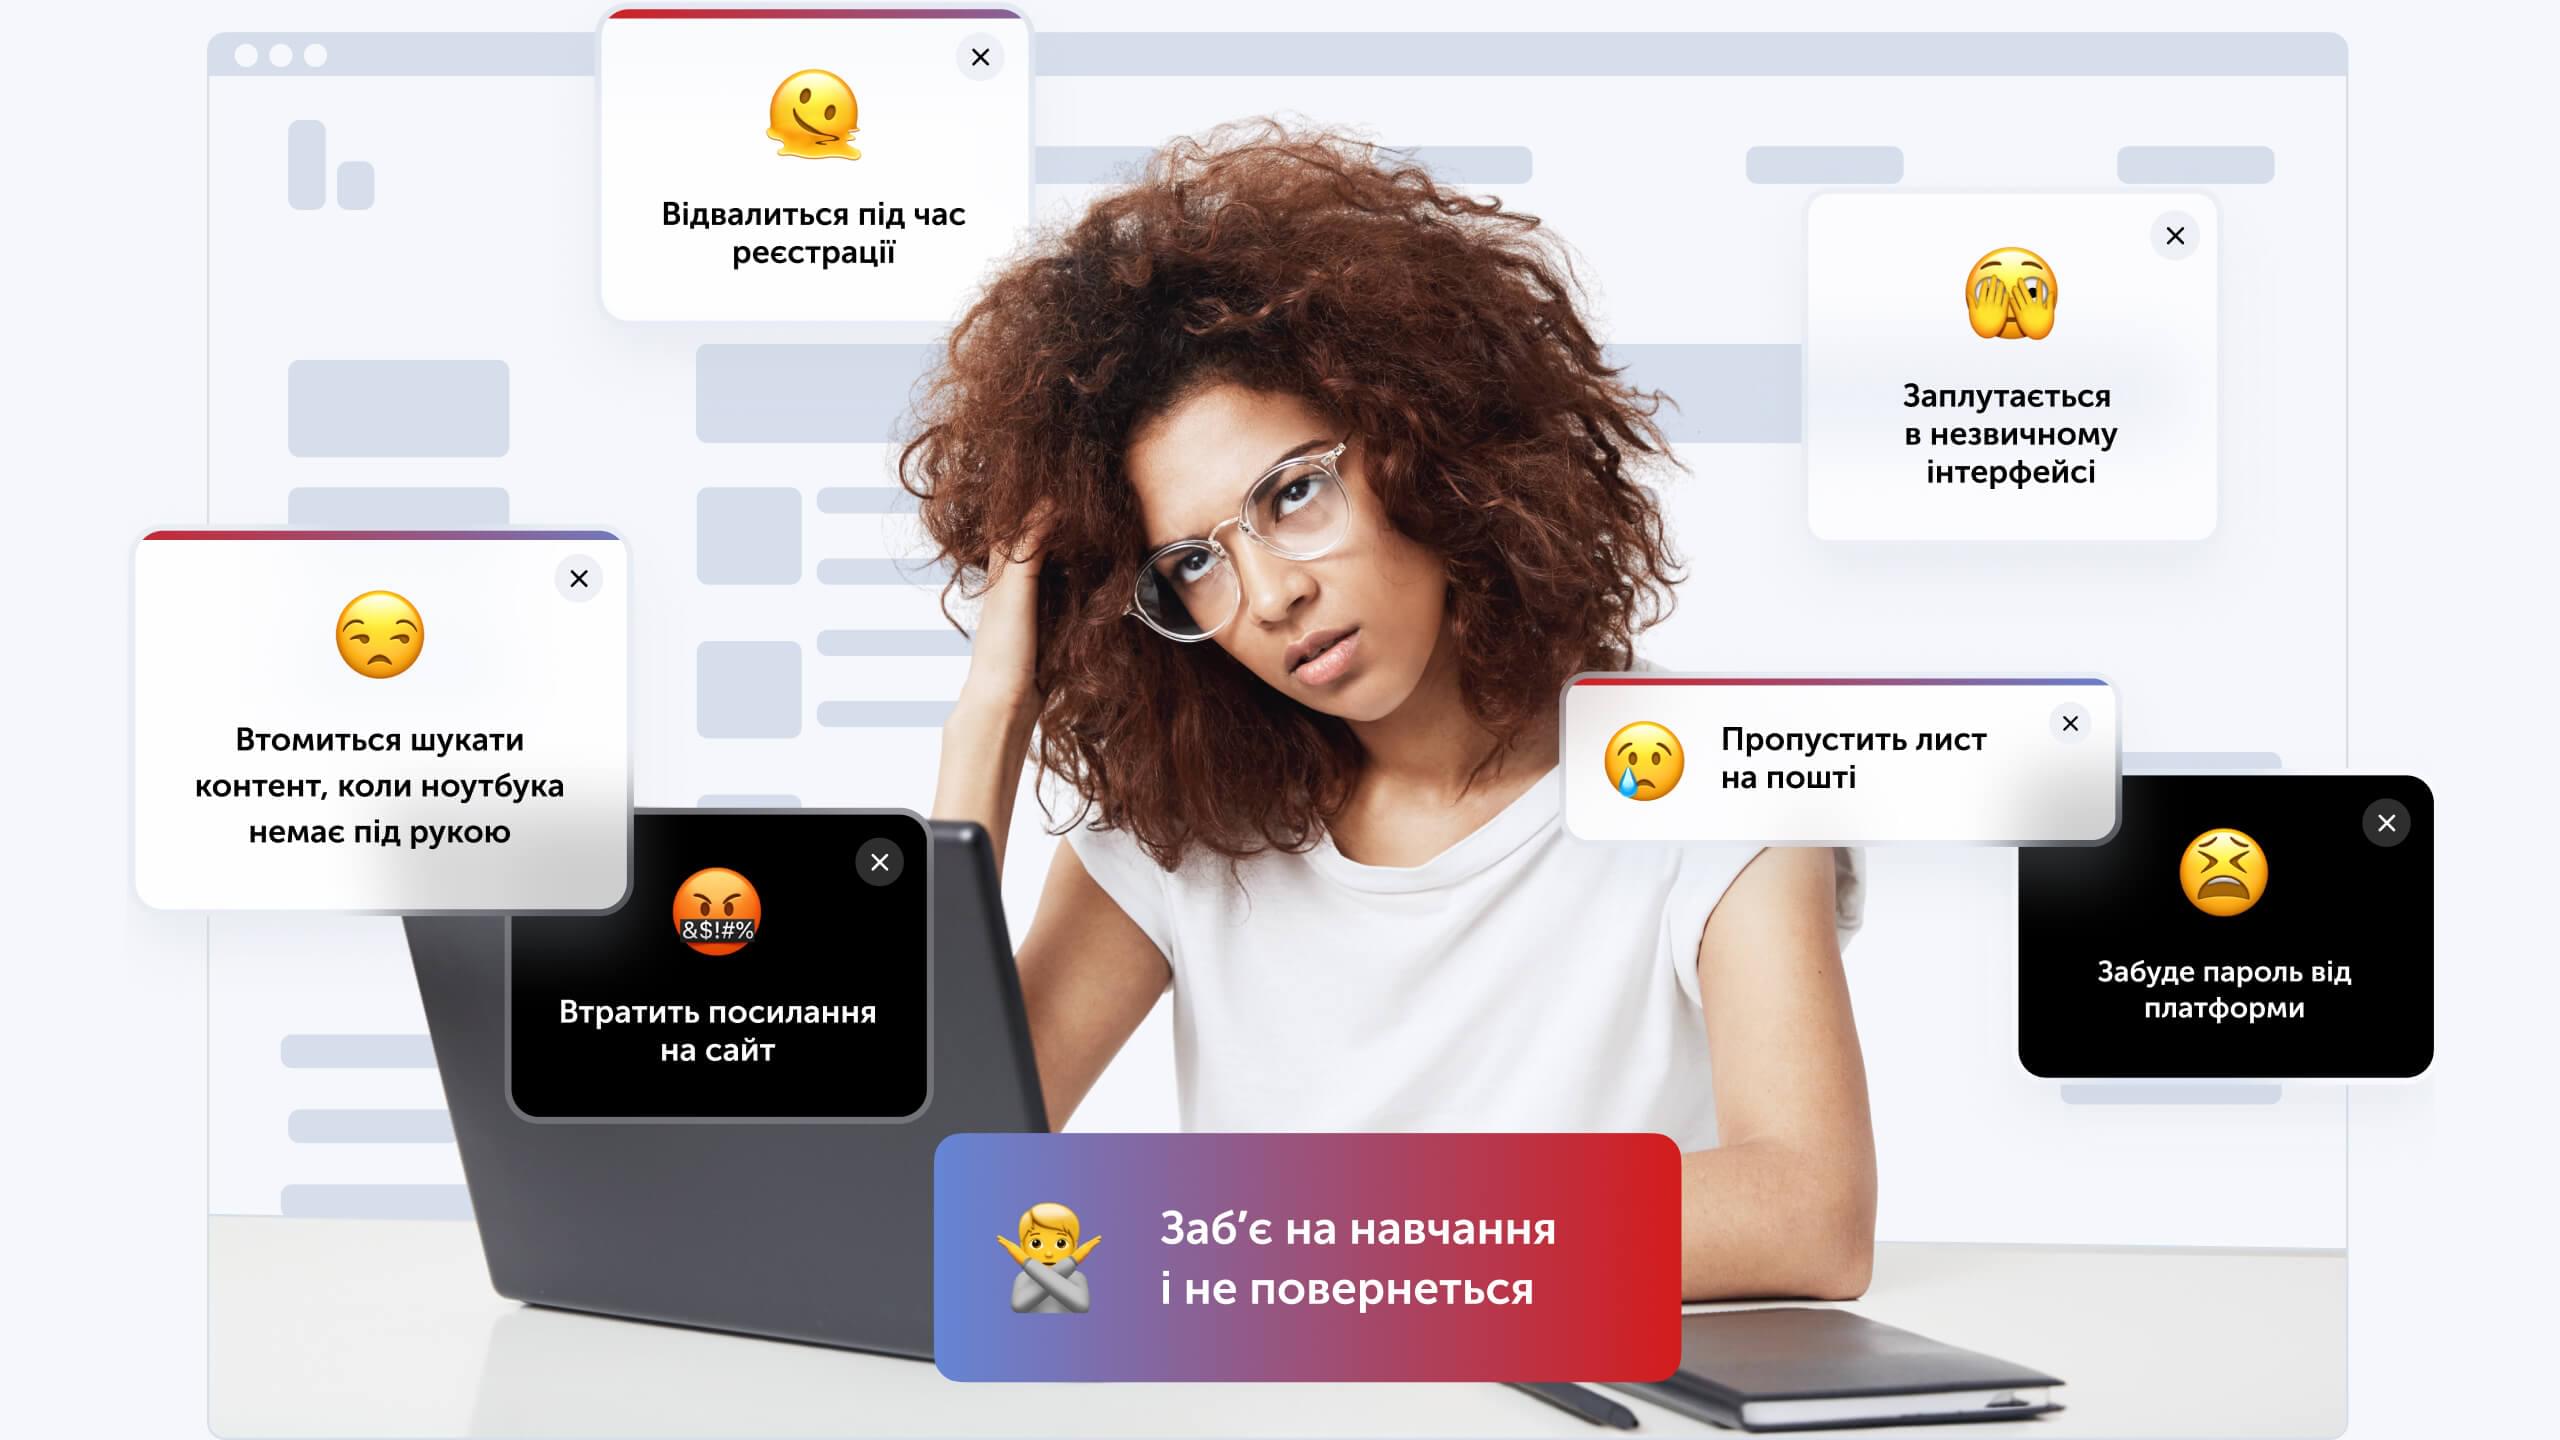 Відвалиться під час
реєстрації
Заплутається
в незвичному
інтерфейсі
Втомиться шукати
контент, коли ноутбука
немає під рукою
Пропустить лист
на пошті
&$!#%
Втратить посилання
на сайт
Забуде пароль від
платформи
Заб’є на навчання
і не повернеться